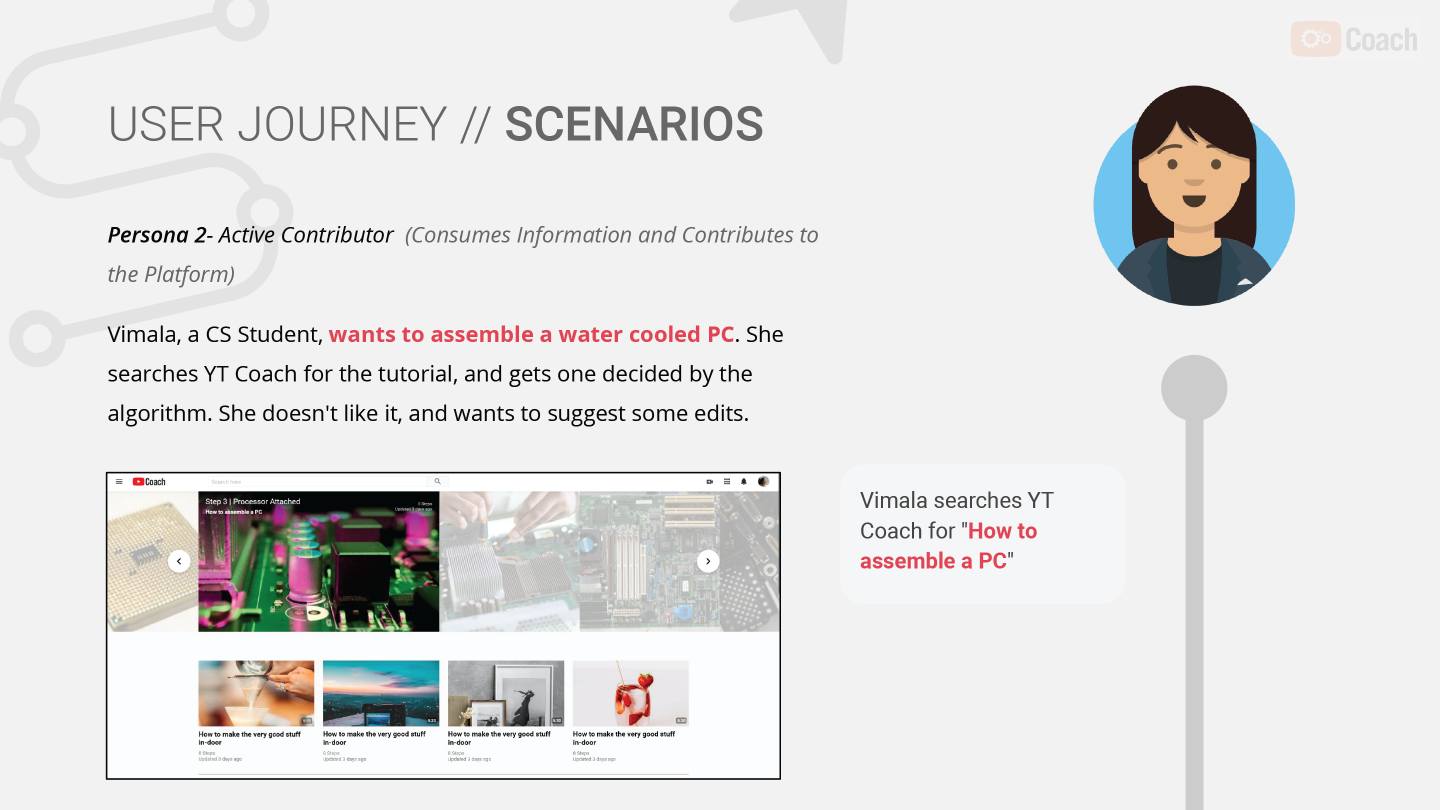 Coach
USER JOURNEY // SCENARIOS
Persona 2- Active Contributor (Consumes Information and Contributes to
the Platform)
Vimala, a CS Student, wants to assemble a water cooled PC. She
searches YT Coach for the tutorial, and gets one decided by the
algorithm. She doesn't like it, and wants to suggest some edits.
Coach
Search here
Step 3 | Processor Attached
How to assemble a PC
Updated 3 days ago
How to make the very good stuff
in-door
6 Steps
Updated 3 days ago
How to make the very good stuff
in-door
6 Steps
Updated 3 days ago
How to make the very good stuff
in-door
6 Steps
Updated 3 days ago
How to make the very good stuff
in-door
6 Steps
Updated 3 days ago
Vimala searches YT
Coach for "How to
assemble a PC"